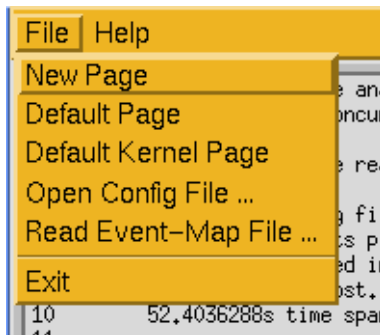 File Help
New Page
Default Page
Default Kernel Page
Open Config File ...
Read Event-Map File ...
Exit
10 52.4036288s time
11